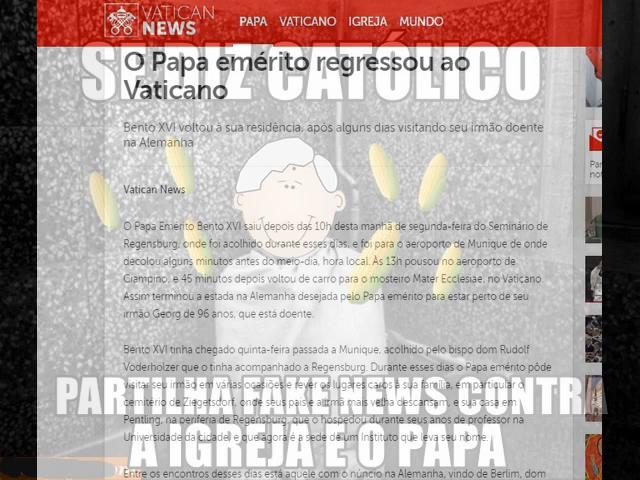 VATICAN
NEWS
PAPA VATICANO IGREJA MUNDO
SE DIZ CATÓLICO
O Papa emérito regressou ao
Vaticano
Bento XVI voltou à sua residência, após alguns dias visitando seu irmão doente
na Alemanha
Vatican News
O Papa Emérito Bento XVI saiu depois das 10h desta manhã de segunda-feira do Seminário de
Regensburg, onde foi acolhido durante esses dias, e foi para o aeroporto de Munique de onde
decolou alguns minutos antes do meio-dia, hora local. Às 13h pousou no aeroporto de
Ciampino, e 45 minutos depois voltou de carro para o mosteiro Mater Ecclesiae, no Vaticano.
Assim terminou a estada na Alemanha desejada pelo Papa emérito para estar perto de seu
irmão Georg de 96 anos, que está doente.
Bento XVI tinha chegado quinta-feira passada a Munique, acolhido pelo bispo dom Rudolf
Voderholzer que o tinha acompanhado a Regensburg. Durante esses dias o Papa emérito pôde
visitar seu irmão em várias ocasiões e rever os lugares caros à sua família, em particular o
cemitério de Ziegetsdorf, onde seus pais e a irmã mais velha descansam, e sua casa em
PARTILHA FAKE NEWS CONTRA
Pentling, na periferia de Regensburg, que o hospedou durante seus anos de professor na
Universidade da cidade e que agora é a sede de um Instituto que leva seu nome.
A IGREJA E O PAPA
Entre os encontros desses dias está aquele com o núncio na Alemanha, vindo de Berlim, dom